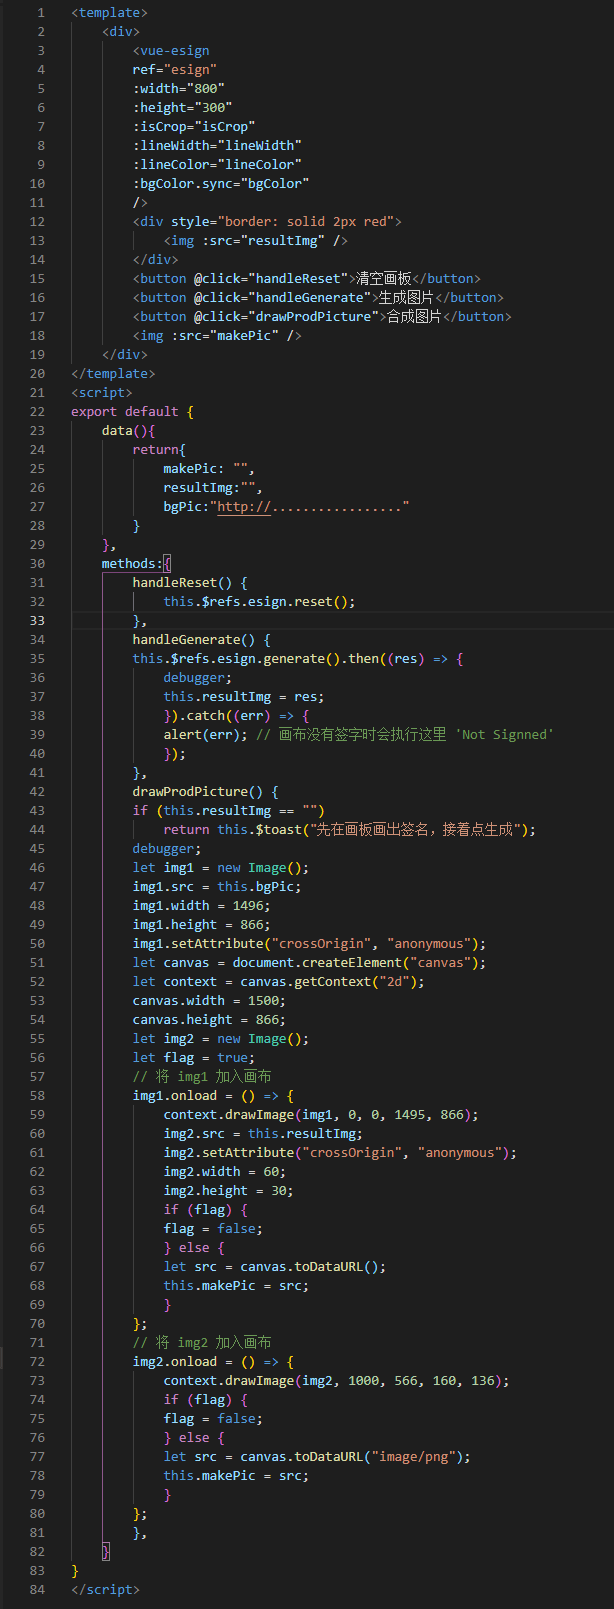 1 <template>
2 <div>
3 <vue-esign
4 ref="esign"
5 :width="800"
6 :height="300"
7 :isCrop="isCrop"
8 :lineWidth="lineWidth"
9 :lineColor="lineColor"
10 :bgColor.sync="bgColor"
11 />
12 <div style="border: solid 2px red">
13 <img :src="resultImg" />
14 </div>
15 <button @click="handleReset">清空画板</button>
16 <button @click="handleGenerate">生成图片</button>
17 <button @click="drawProdPicture">合成图片</button>
18 <img :src="makePic" />
19 </div>
20 </template>
21 <script>
22 export default {
23 data(){
24 return{
25 makePic: "",
26 resultImg:"",
27 bgPic:"http://................."
28 }
29 },
30 methods:{
31 handleReset() {
32 this.$refs.esign.reset();
33 },
34 handleGenerate() {
35 this.$refs.esign.generate().then((res) => {
36 debugger;
37 this.resultImg = res;
38 }).catch((err) => {
39 alert(err); // 画布没有签字时会执行这里 'Not Signned'
40 });
41 },
42 drawProdPicture() {
43 if (this.resultImg == "")
44 return this.$toast("先在画板画出签名，接着点生成");
45 debugger;
46 let img1 = new Image();
47 img1.src = this.bgPic;
48 img1.width = 1496;
49 img1.height = 866;
50 img1.setAttribute("crossOrigin", "anonymous");
51 let canvas = document.createElement("canvas");
52 let context = canvas.getContext("2d");
53 canvas.width = 1500;
54 canvas.height = 866;
55 let img2 = new Image();
56 let flag = true;
57 // 将 img1 加入画布
58 img1.onload = () => {
59 context.drawImage(img1, 0, 0, 1495, 866);
60 img2.src = this.resultImg;
61 img2.setAttribute("crossOrigin", "anonymous");
62 img2.width = 60;
63 img2.height = 30;
64 if (flag) {
65 flag = false;
66 } else {
67 let src = canvas.toDataURL();
68 this.makePic = src;
69 }
70 };
71 // 将 img2 加入画布
72 img2.onload = () => {
73 context.drawImage(img2, 1000, 566, 160, 136);
74 if (flag) {
75 flag = false;
76 } else {
77 let src = canvas.toDataURL("image/png");
78 this.makePic = src;
79 }
80 };
81 },
82 }
83 }
84 </script>